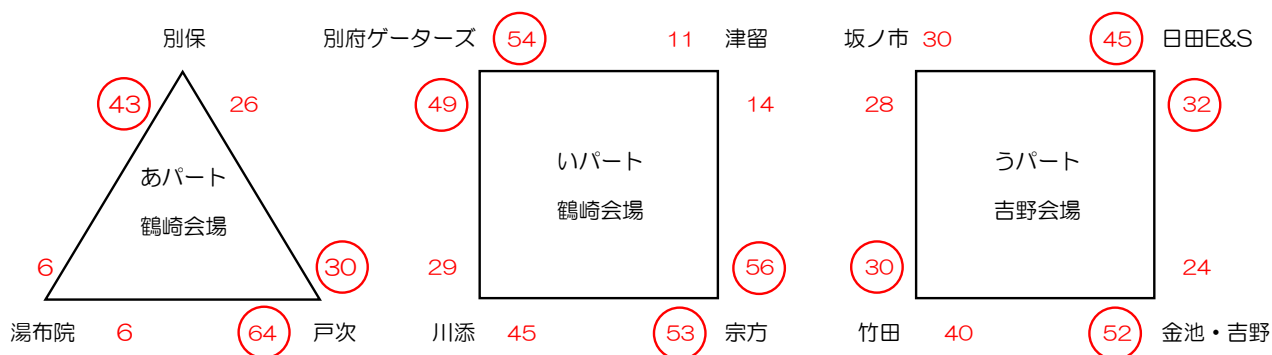 別保 別府ゲーターズ 54 11 津留 坂ノ市 30 45 日田E&S
43 26 49 14 28 32
いパート うパート
あパート
鶴崎会場 吉野会場
鶴崎会場
6 30 29 56 30 24
湯布院 6 64 戸次 川添 45 53 宗方 竹田 40 52 金池・吉野